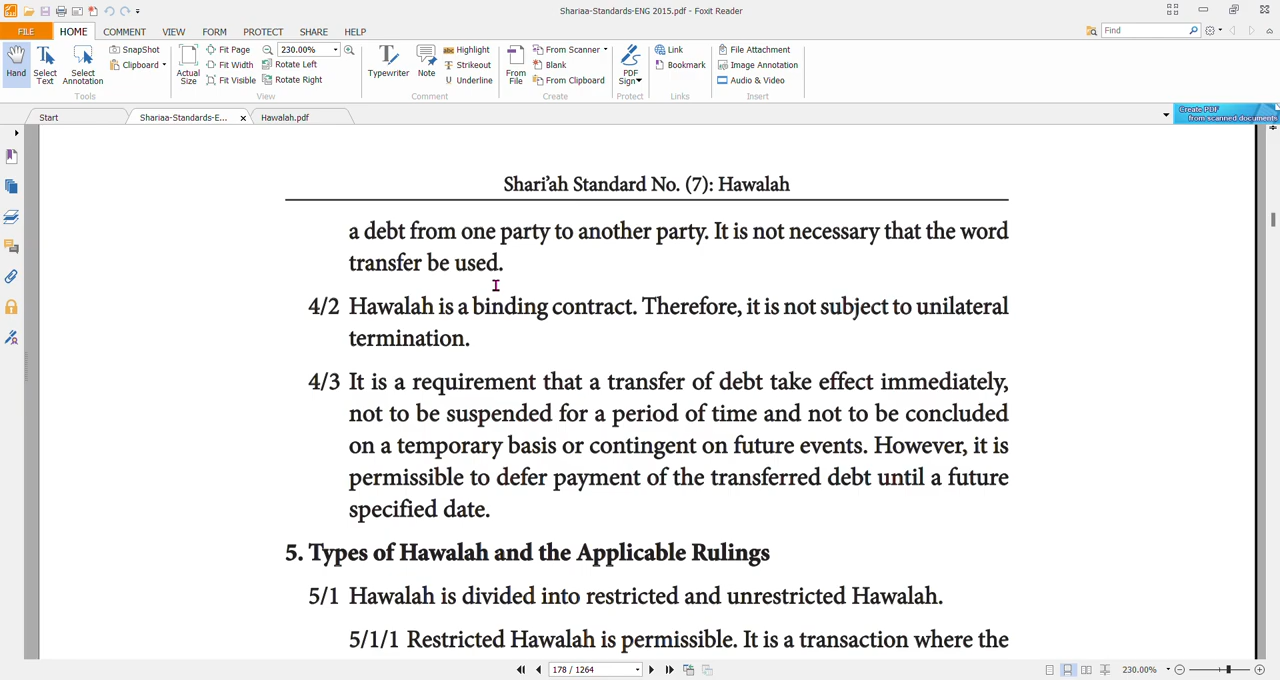 Shariaa-Standards-ENG 2015.pdf - Foxit Reader
FILE HOME COMMENT VIEW FORM PROTECT SHARE HELP
Find
Hand
Select Text
Select Annotation
SnapShot
Clipboard
Tools
Actual Size
Fit Page
Fit Width
Fit Visible
230.00%
Rotate Left
Rotate Right
View
Typewriter
Note
Highlight
Strikeout
Underline
Comment
From File
From Scanner
Blank
From Clipboard
Create
PDF Sign
Protect
Link
Bookmark
Links
File Attachment
Image Annotation
Audio & Video
Insert
Start Shariaa-Standards-E... Hawalah.pdf
Create PDF
from scanned documents
Shari’ah Standard No. (7): Hawalah
a debt from one party to another party. It is not necessary that the word
transfer be used.
4/2 Hawalah is a binding contract. Therefore, it is not subject to unilateral
termination.
4/3 It is a requirement that a transfer of debt take effect immediately,
not to be suspended for a period of time and not to be concluded
on a temporary basis or contingent on future events. However, it is
permissible to defer payment of the transferred debt until a future
specified date.
5. Types of Hawalah and the Applicable Rulings
5/1 Hawalah is divided into restricted and unrestricted Hawalah.
5/1/1 Restricted Hawalah is permissible. It is a transaction where the
178 / 1264
230.00%